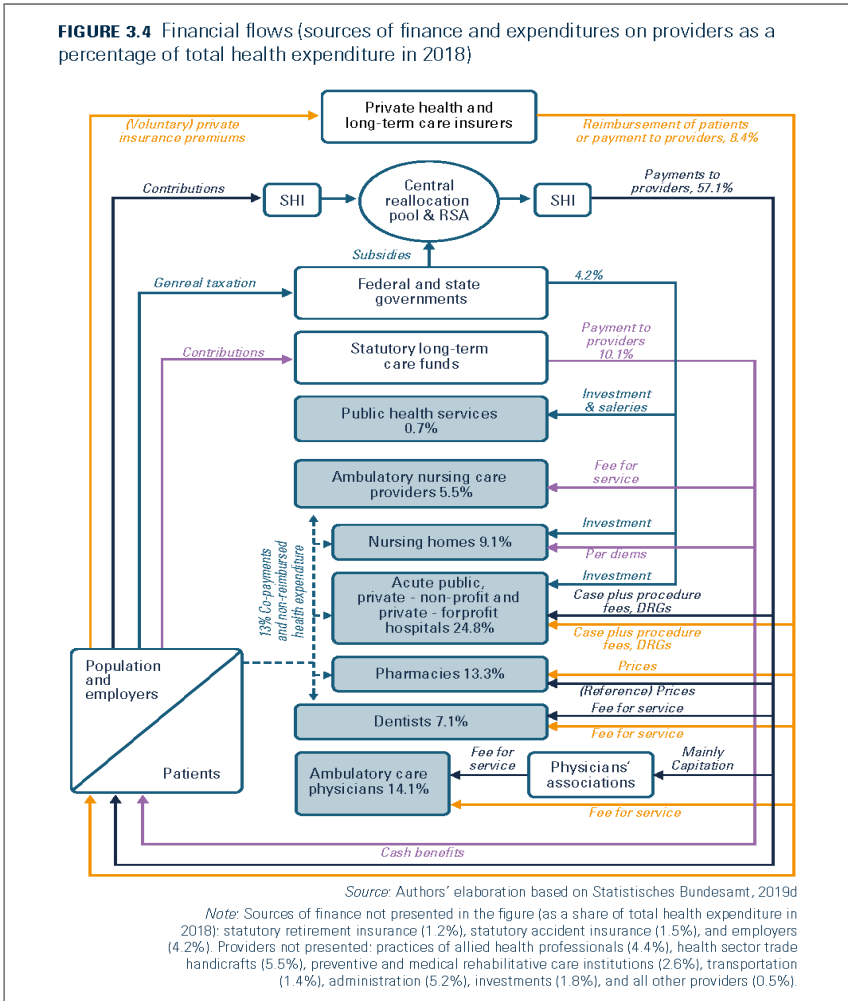 FIGURE 3.4 Financial flows (sources of finance and expenditures on providers as a
percentage of total health expenditure in 2018)
(Voluntary) private
insurance premiums
Private health and
long-term care insurers
Reimbursement of patients
or payment to providers, 8.4%
Contributions
SHI
Central
reallocation
pool & RSA
SHI
Payments to
providers, 57.1%
Subsidies
Genreal taxation
Federal and state
governments
4.2%
Contributions
Statutory long-term
care funds
Payment to
providers
10.1%
Public health services
0.7%
Investment
& saleries
Ambulatory nursing care
providers 5.5%
Fee for
service
13% Co-payments
and non-reimbursed
health expenditure
Nursing homes 9.1%
Investment
Per diems
Acute public,
private - non-profit and
private - forprofit
hospitals 24.8%
Investment
Case plus procedure
fees, DRGs
Case plus procedure
fees, DRGs
Pharmacies 13.3%
Prices
(Reference) Prices
Dentists 7.1%
Fee for service
Fee for service
Population
and
employers
Patients
Ambulatory care
physicians 14.1%
Fee for
service
Physicians'
associations
Mainly
Capitation
Fee for service
Cash benefits
Source: Authors' elaboration based on Statistisches Bundesamt, 2019d
Note: Sources of finance not presented in the figure (as a share of total health expenditure in
2018): statutory retirement insurance (1.2%), statutory accident insurance (1.5%), and employers
(4.2%). Providers not presented: practices of allied health professionals (4.4%), health sector trade
handicrafts (5.5%), preventive and medical rehabilitative care institutions (2.6%), transportation
(1.4%), administration (5.2%), investments (1.8%), and all other providers (0.5%).